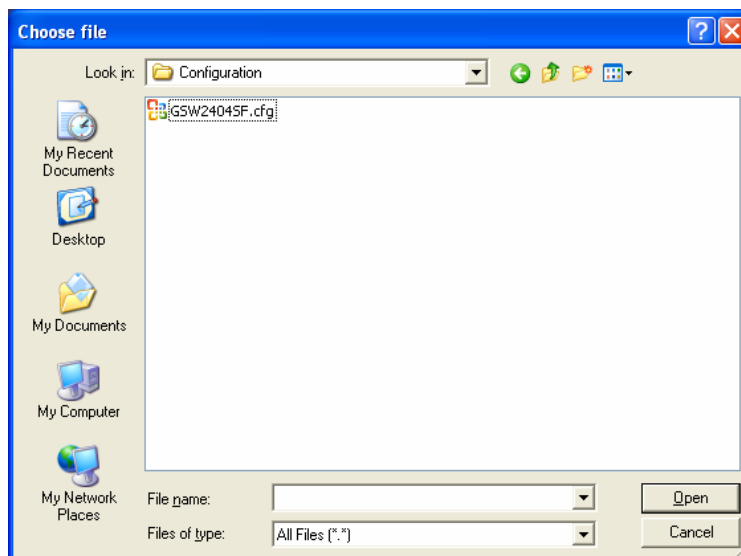 Choose file
Look in:
Configuration
GSW2404SF.cfg
My Recent
Documents
Desktop
My Documents
My Computer
My Network
Places
File name:
Open
Files of type:
All Files (*.*)
Cancel